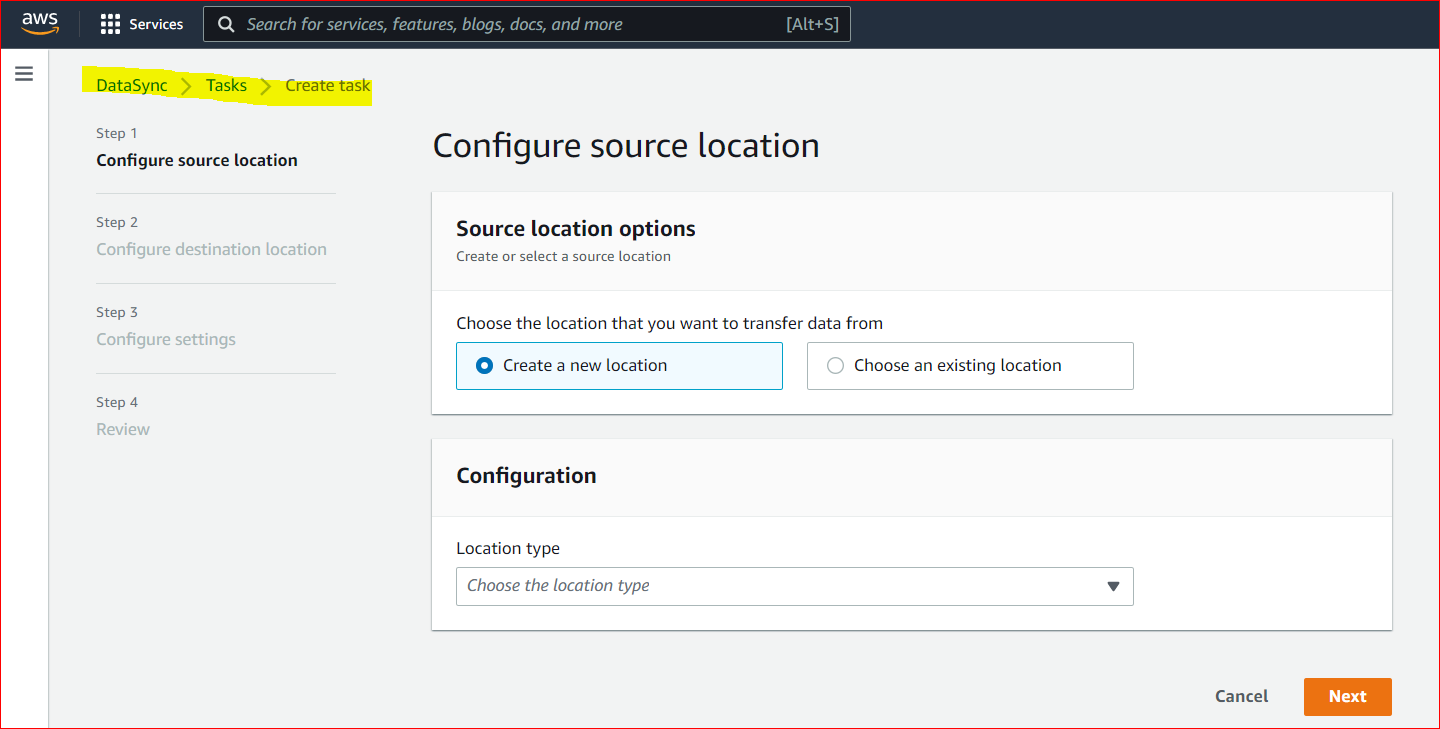 aws
Services
Search for services, features, blogs, docs, and more [Alt+S]
DataSync > Tasks > Create task
Step 1
Configure source location
Step 2
Configure destination location
Step 3
Configure settings
Step 4
Review
Configure source location
Source location options
Create or select a source location
Choose the location that you want to transfer data from
Create a new location
Choose an existing location
Configuration
Location type
Choose the location type
Cancel
Next